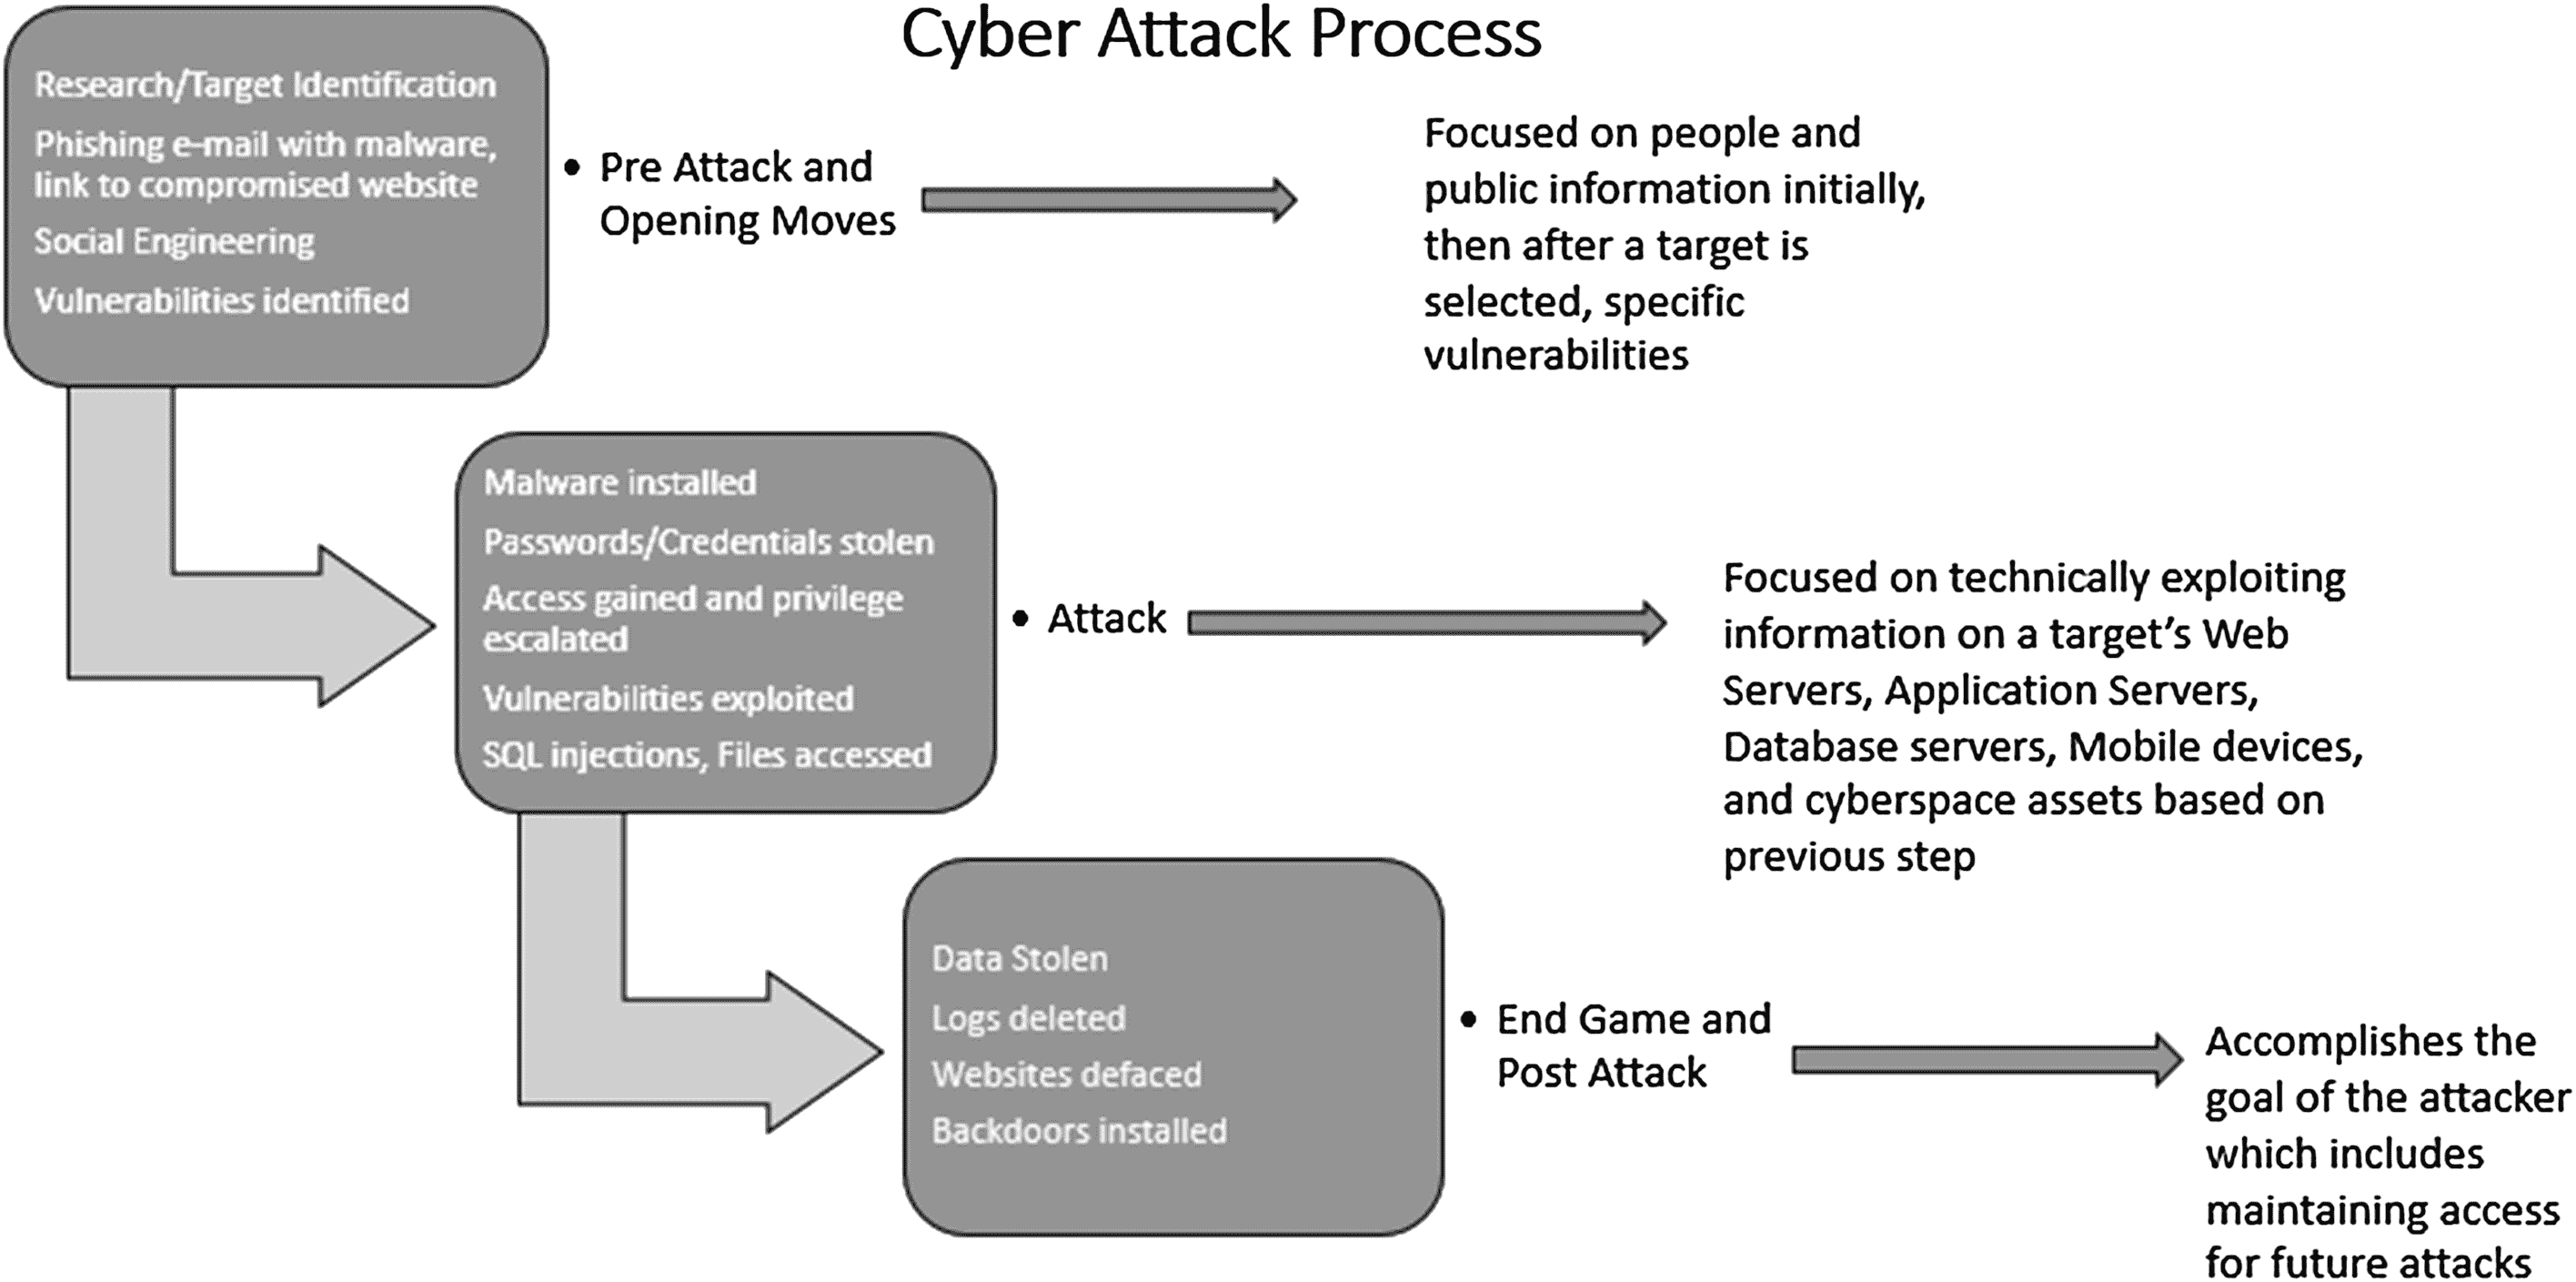 Cyber Attack Process
Research/Target Identification
Phishing e-mail with malware,
link to compromised website
Social Engineering
Vulnerabilities identified
• Pre Attack and
Opening Moves
Focused on people and
public information initially,
then after a target is
selected, specific
vulnerabilities
Malware installed
Passwords/Credentials stolen
Access gained and privilege
escalated
Vulnerabilities exploited
SQL injections, Files accessed
• Attack
Focused on technically exploiting
information on a target’s Web
Servers, Application Servers,
Database servers, Mobile devices,
and cyberspace assets based on
previous step
Data Stolen
Logs deleted
Websites defaced
Backdoors installed
• End Game and
Post Attack
Accomplishes the
goal of the attacker
which includes
maintaining access
for future attacks